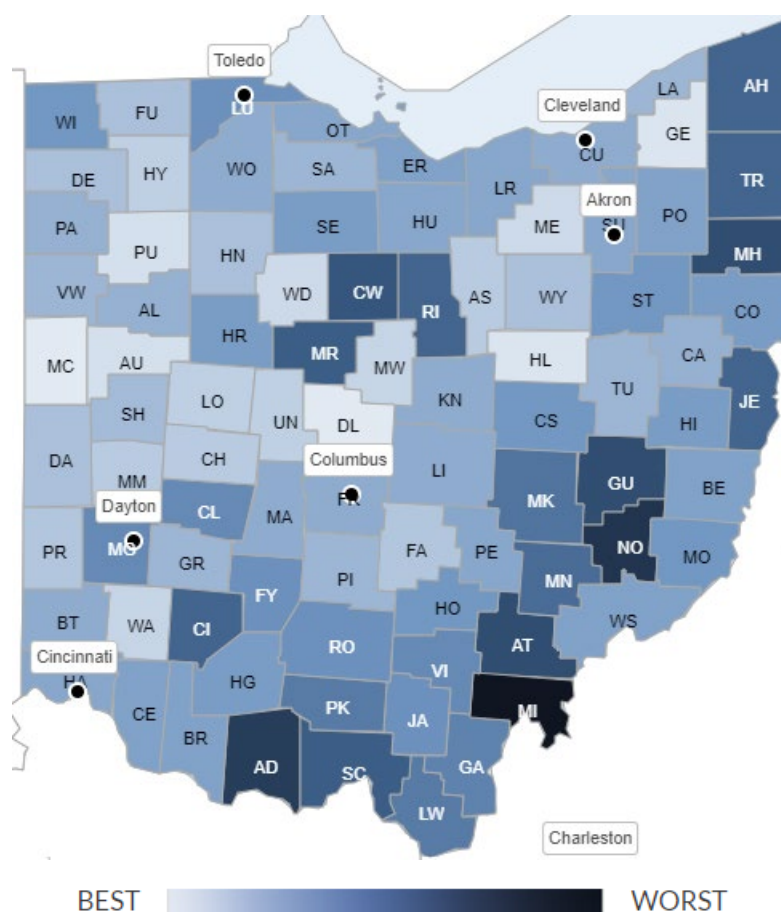 Toledo
LA
AH
WI
FU
LU
Cleveland
OT
GE
CU
WO
SA
ER
HY
DE
LR
TR
Akron
PO
PA
SE
HU
ME
SU
PU
HN
MH
VW
WD
CW
AS
WY
ST
AL
RI
CO
HR
MR
CA
AU
MW
HL
MC
TU
LO
KN
JE
SH
UN
DL
CS
HI
DA
CH
Columbus
LI
MM
GU
BE
Dayton
FR
MK
CL
MA
MO
NO
PR
FA
PE
MO
GR
PI
MN
FY
HO
BT
WA
CI
WS
RO
AT
Cincinnati
VI
HA
HG
PK
MI
CE
JA
BR
AD
SC
GA
LW
Charleston
BEST WORST